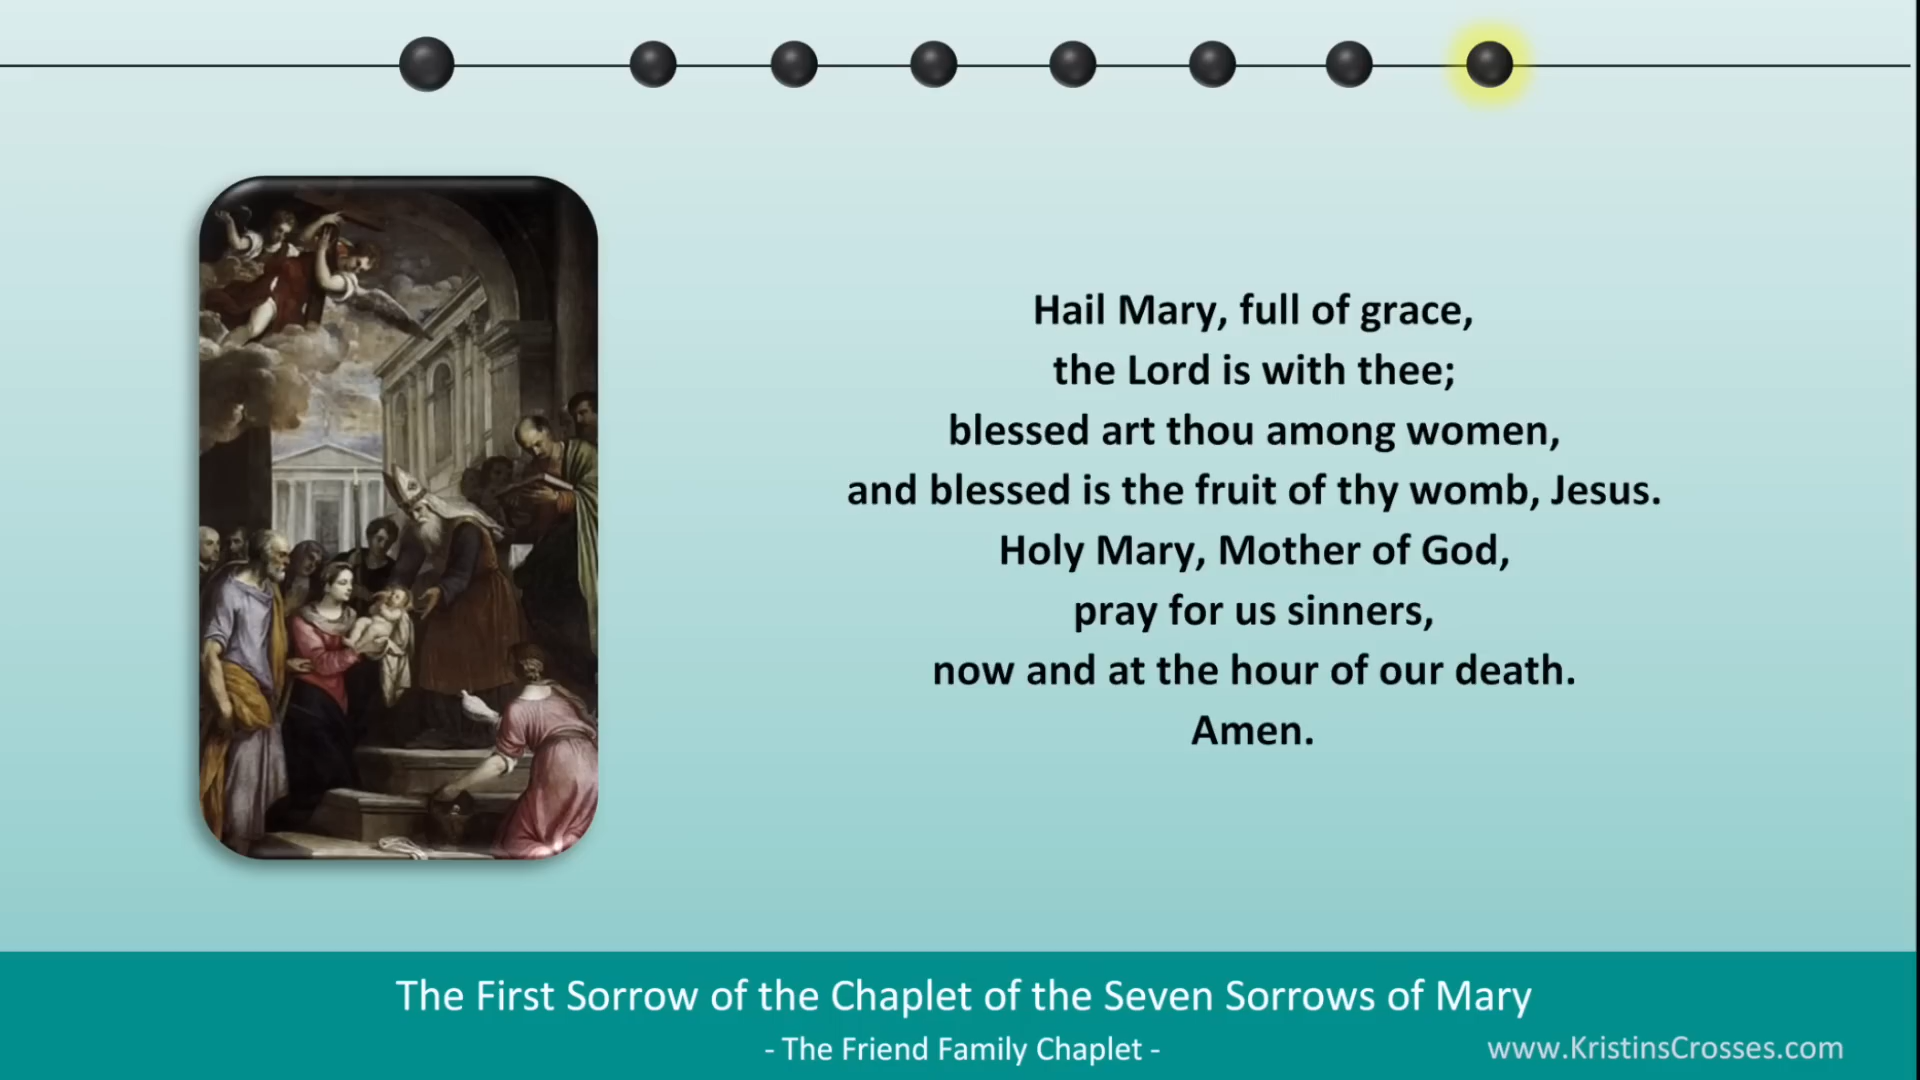 Hail Mary, full of grace,
the Lord is with thee;
blessed art thou among women,
and blessed is the fruit of thy womb, Jesus.
Holy Mary, Mother of God,
pray for us sinners,
now and at the hour of our death.
Amen.
The First Sorrow of the Chaplet of the Seven Sorrows of Mary
- The Friend Family Chaplet -
www.KristinsCrosses.com